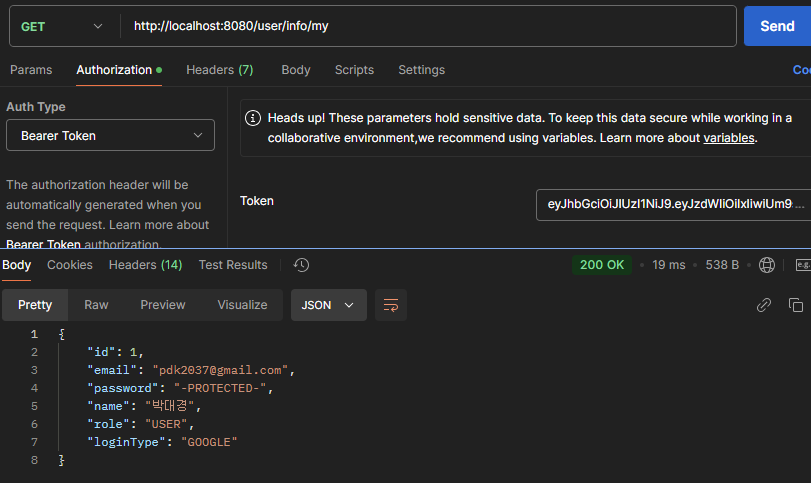 GET http://localhost:8080/user/info/my Send
Params Authorization Headers (7) Body Scripts Settings Coo
Auth Type
Bearer Token
The authorization header will be
automatically generated when you
send the request. Learn more about
Bearer Token authorization.
Heads up! These parameters hold sensitive data. To keep this data secure while working in a
collaborative environment,we recommend using variables. Learn more about variables.
Token eyJhbGciOiJIUzI1NiJ9.eyJzdWIiOiIxIiwiUm9...
Body Cookies Headers (14) Test Results 200 OK 19 ms 538 B e.g.
Pretty Raw Preview Visualize JSON
1 {
2 "id": 1,
3 "email": "pdk2037@gmail.com",
4 "password": "-PROTECTED-",
5 "name": "박대경",
6 "role": "USER",
7 "loginType": "GOOGLE"
8 }